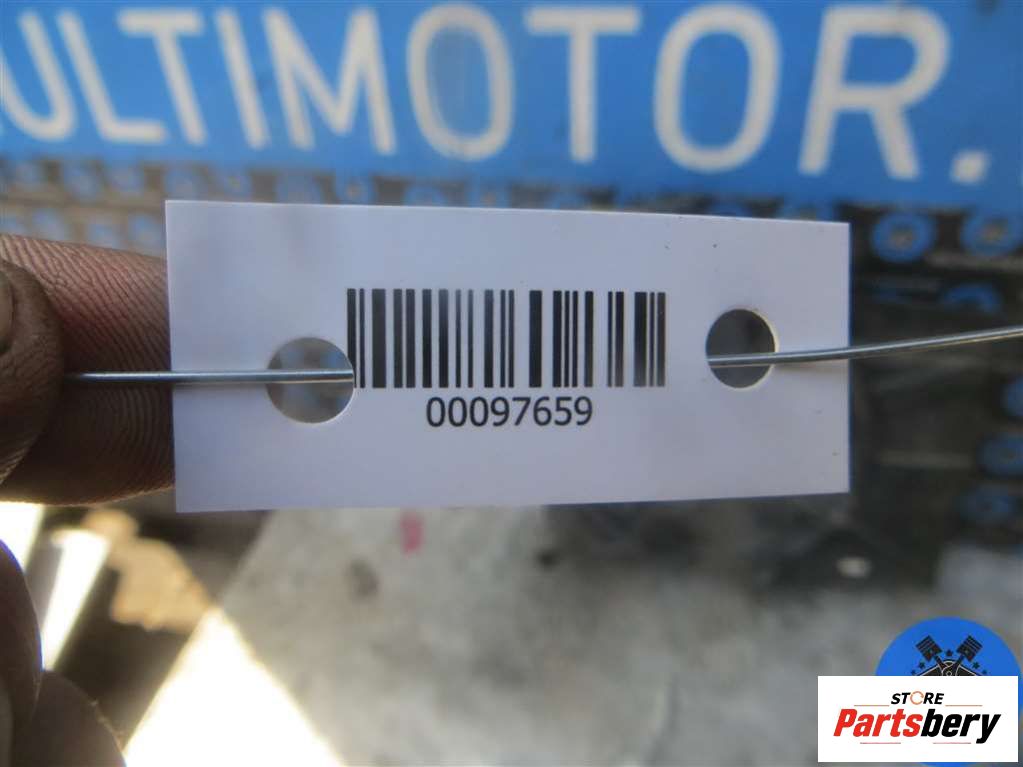 ULTIMOTOR.
00097659
STORE
Partsbery